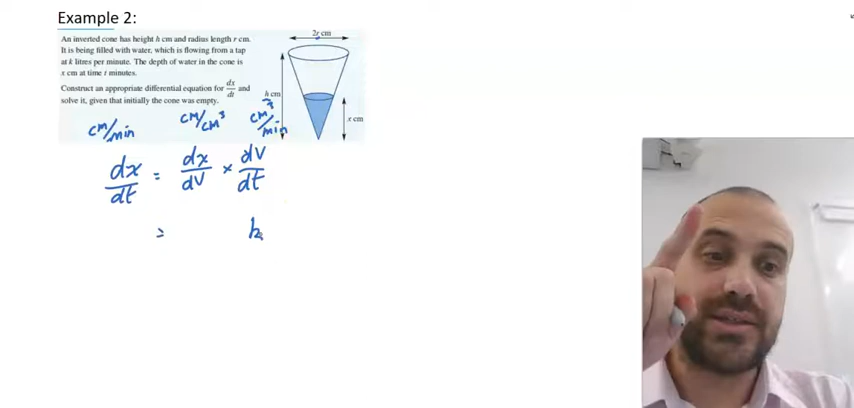 Example 2:
An inverted cone has height h cm and radius length r cm.
It is being filled with water, which is flowing from a tap
at k litres per minute. The depth of water in the cone is
x cm at time t minutes.
Construct an appropriate differential equation for dx/dt and
solve it, given that initially the cone was empty.
2r cm
h cm
x cm
cm/min cm/cm³ cm³/min
dx/dt = dx/dV × dV/dt
= k